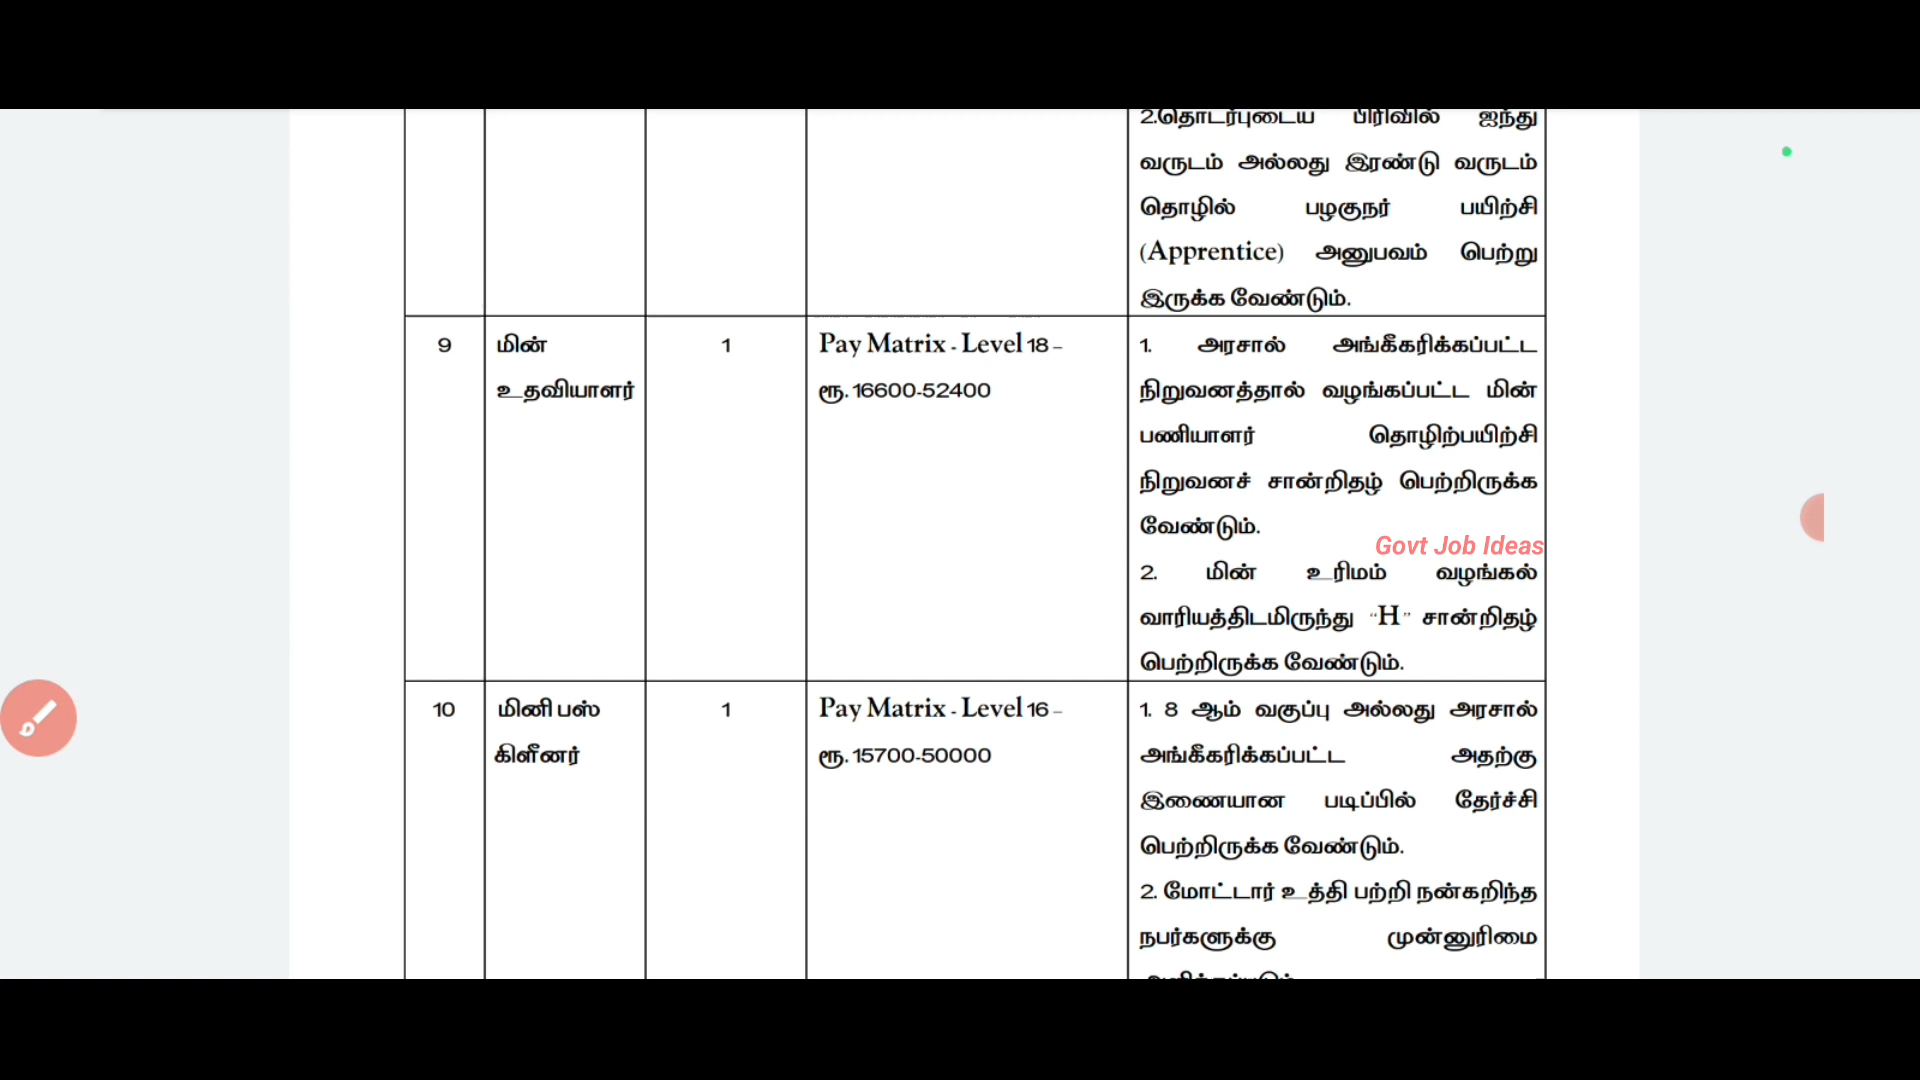 2.தொடர்புடைய பிரிவில் ஐந்து
வருடம் அல்லது இரண்டு வருடம்
தொழில் பழகுநர் பயிற்சி
(Apprentice) அனுபவம் பெற்று
இருக்க வேண்டும்.
9
மின்
உதவியாளர்
1
Pay Matrix - Level 18 –
ரூ. 16600-52400
1. அரசால் அங்கீகரிக்கப்பட்ட
நிறுவனத்தால் வழங்கப்பட்ட மின்
பணியாளர் தொழிற்பயிற்சி
நிறுவனச் சான்றிதழ் பெற்றிருக்க
வேண்டும்.
Govt Job Ideas
2. மின் உரிமம் வழங்கல்
வாரியத்திடமிருந்து “H” சான்றிதழ்
பெற்றிருக்க வேண்டும்.
10
மினி பஸ்
கிளீனர்
1
Pay Matrix - Level 16 –
ரூ. 15700-50000
1. 8 ஆம் வகுப்பு அல்லது அரசால்
அங்கீகரிக்கப்பட்ட அதற்கு
இணையான படிப்பில் தேர்ச்சி
பெற்றிருக்க வேண்டும்.
2. மோட்டார் உத்தி பற்றி நன்கறிந்த
நபர்களுக்கு முன்னுரிமை